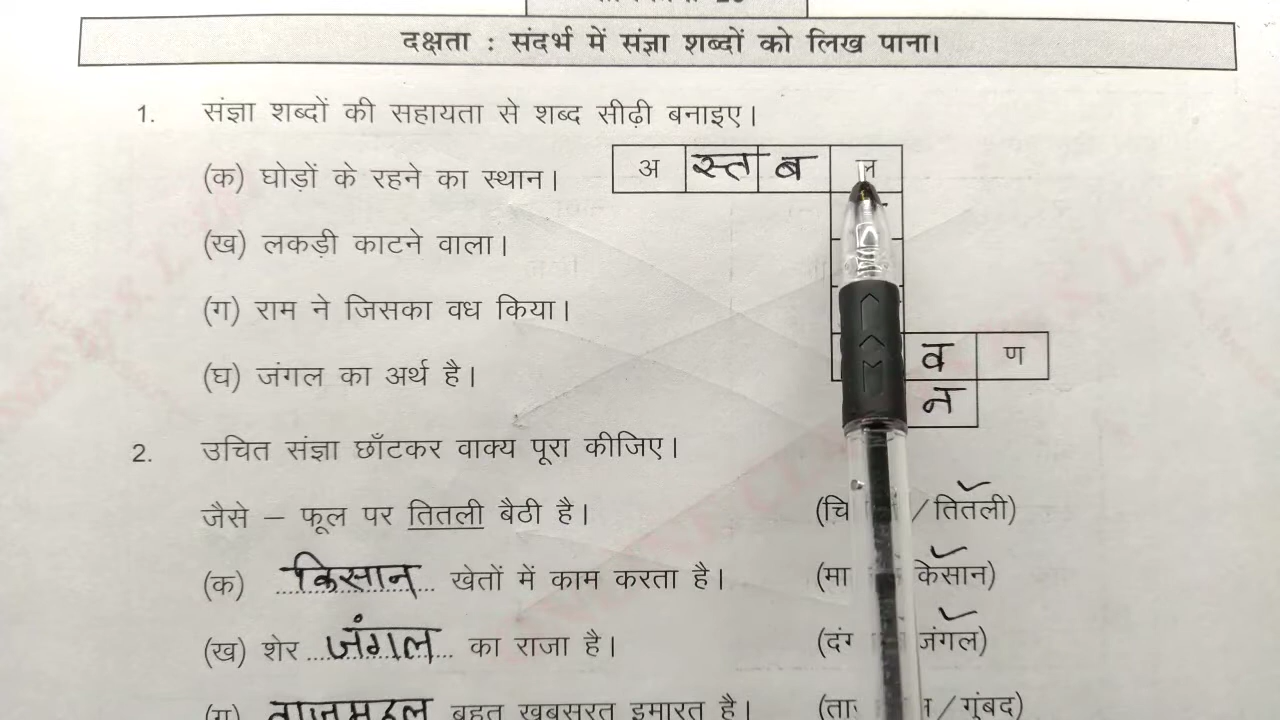 दक्षता : संदर्भ में संज्ञा शब्दों को लिख पाना।
1. संज्ञा शब्दों की सहायता से शब्द सीढ़ी बनाइए।
(क) घोड़ों के रहने का स्थान। अ स्त ब ल
(ख) लकड़ी काटने वाला।
(ग) राम ने जिसका वध किया।
व ण
(घ) जंगल का अर्थ है।
न
2. उचित संज्ञा छाँटकर वाक्य पूरा कीजिए।
जैसे – फूल पर तितली बैठी है। (चि / तितली)
(क) किसान खेतों में काम करता है। (मा किसान)
(ख) शेर जंगल का राजा है। (दंग जंगल)
(ग) ताजमहल बहुत खूबसूरत इमारत है। (ता / गुंबद)